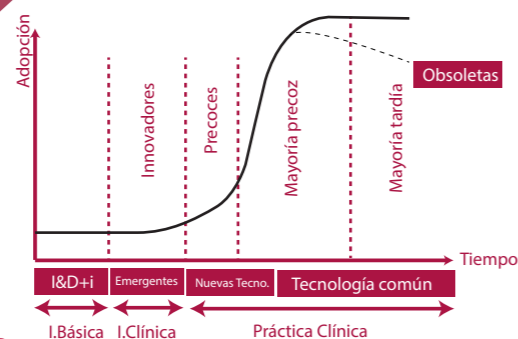 Adopción
Innovadores
Precoces
Mayoría precoz
Mayoría tardía
Obsoletas
Tiempo
I&D+i
Emergentes
Nuevas Tecno.
Tecnología común
I.Básica
I.Clínica
Práctica Clínica